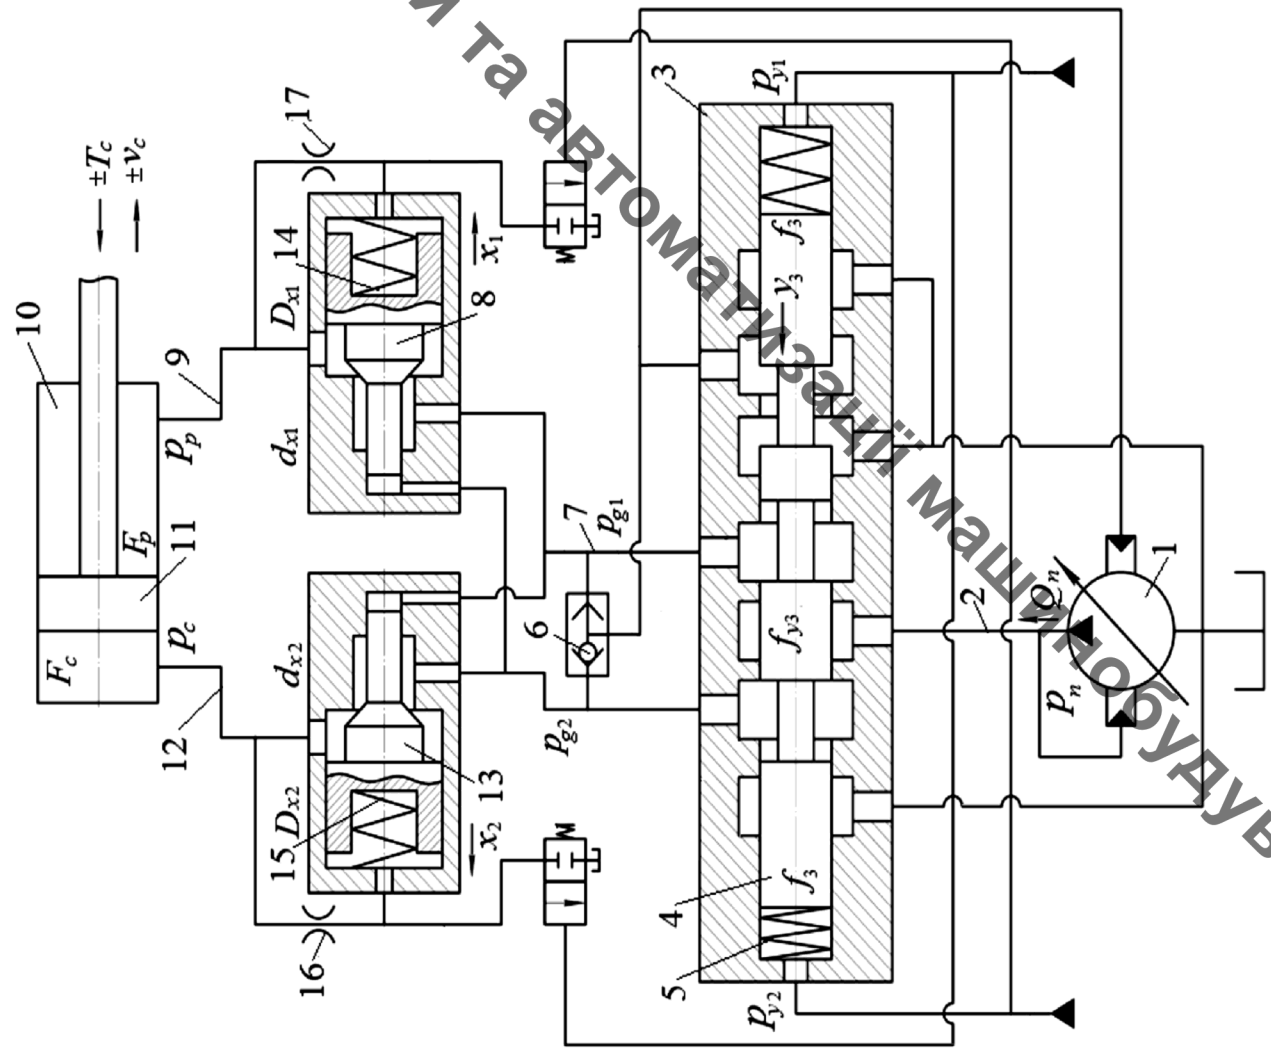 та автоматизації машинобудув
10
±T_c
±v_c
17
9
D_x1
14
x_1
8
d_x1
p_p
F_p
11
F_c
p_c
12
d_x2
D_x2
15
13
x_2
16
7
p_g1
6
p_g2
3
p_y1
f_3
y_3
f_y3
4
f_3
5
p_y2
2
Q_n
p_n
1